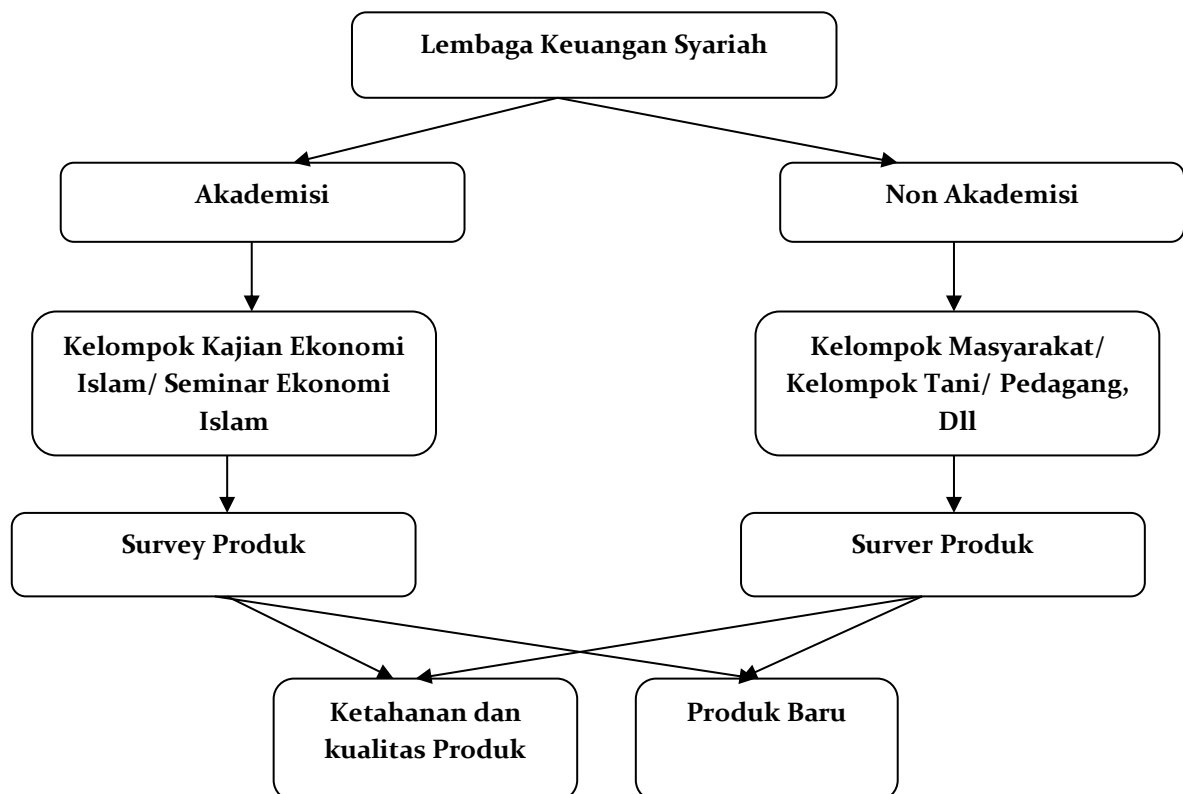 Lembaga Keuangan Syariah
Akademisi
Non Akademisi
Kelompok Kajian Ekonomi
Islam/ Seminar Ekonomi
Islam
Kelompok Masyarakat/
Kelompok Tani/ Pedagang,
Dll
Survey Produk
Surver Produk
Ketahanan dan
kualitas Produk
Produk Baru